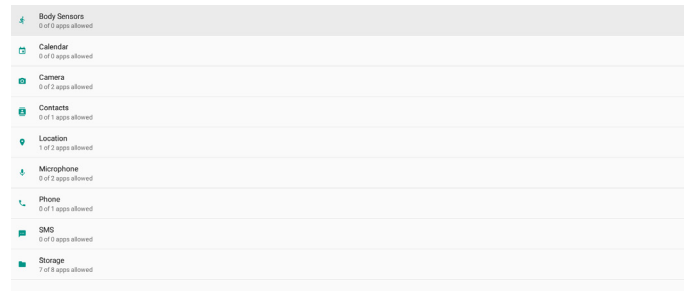 Body Sensors
0 of 0 apps allowed
Calendar
0 of 0 apps allowed
Camera
0 of 2 apps allowed
Contacts
0 of 1 apps allowed
Location
1 of 2 apps allowed
Microphone
0 of 2 apps allowed
Phone
0 of 1 apps allowed
SMS
0 of 0 apps allowed
Storage
7 of 8 apps allowed